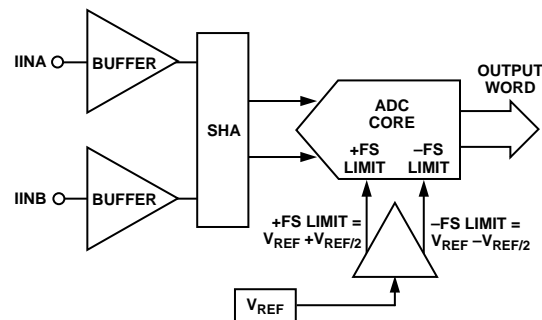 IINA
BUFFER
SHA
ADC
CORE
+FS
LIMIT
–FS
LIMIT
OUTPUT
WORD
IINB
BUFFER
+FS LIMIT =
VREF +VREF/2
–FS LIMIT =
VREF –VREF/2
VREF